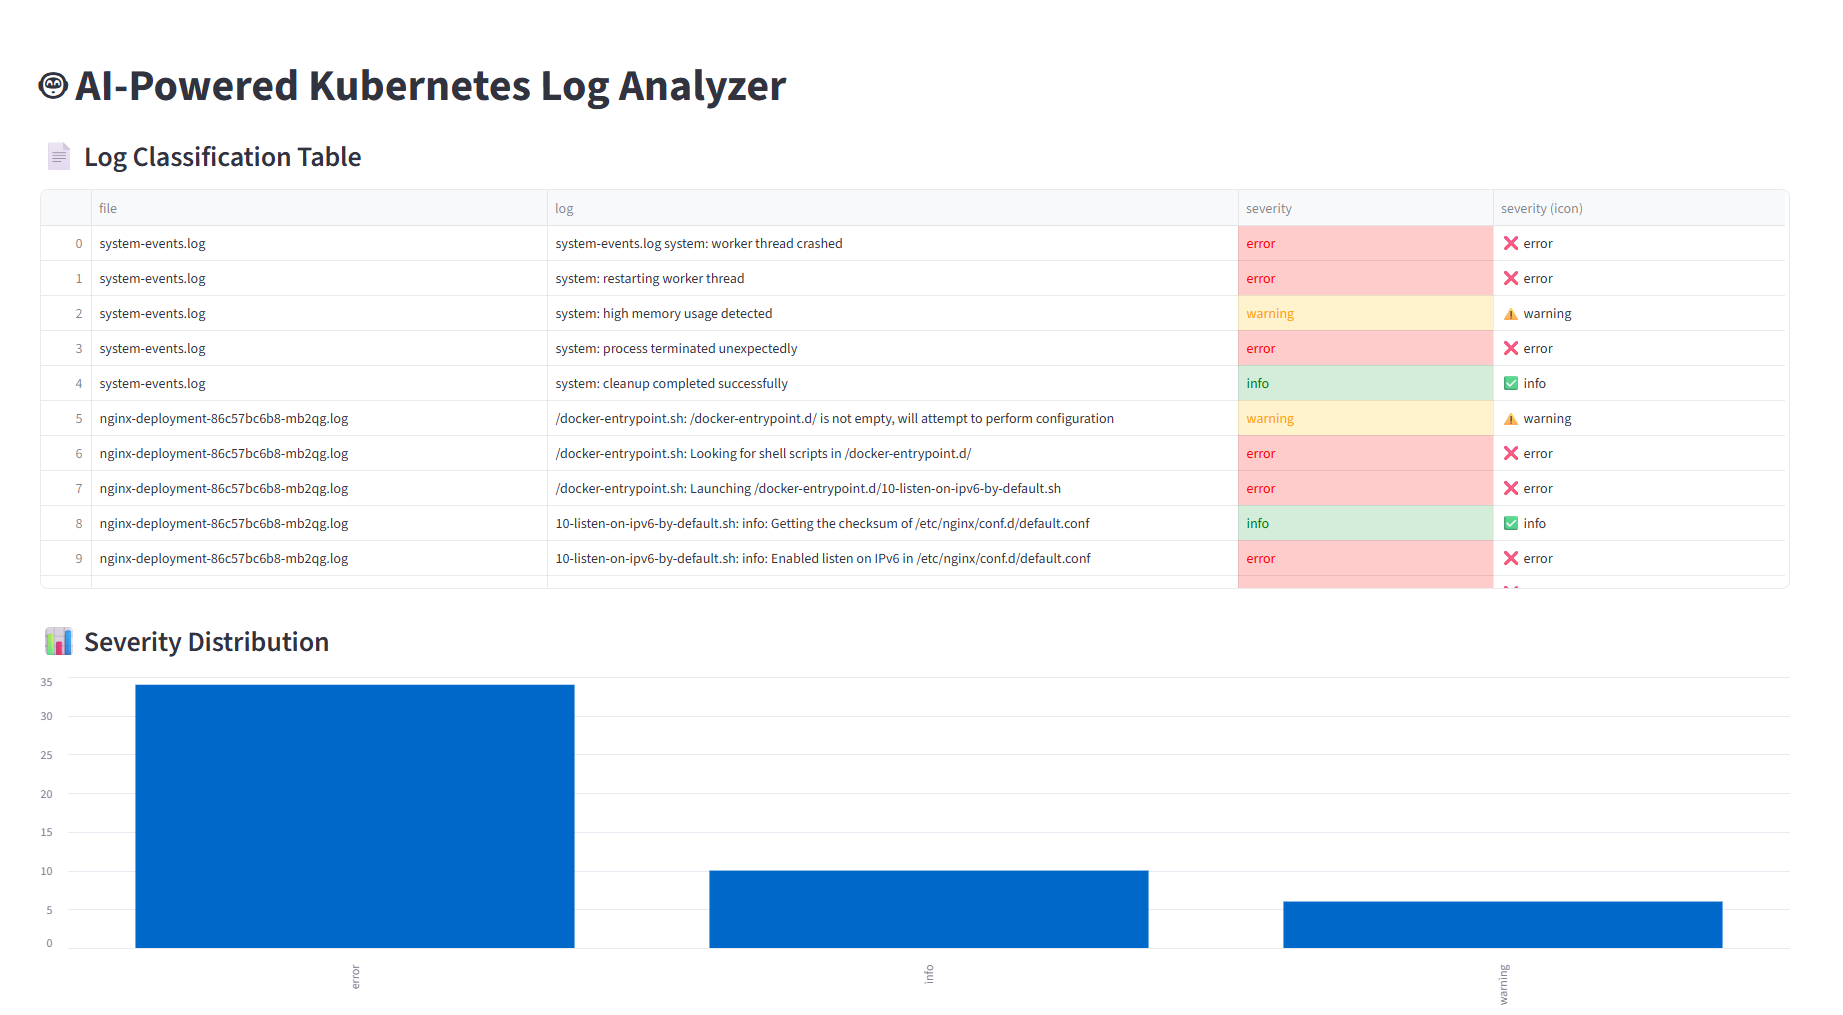 AI-Powered Kubernetes Log Analyzer
Log Classification Table
file log severity severity (icon)
0 system-events.log system-events.log system: worker thread crashed error ❌ error
1 system-events.log system: restarting worker thread error ❌ error
2 system-events.log system: high memory usage detected warning ⚠️ warning
3 system-events.log system: process terminated unexpectedly error ❌ error
4 system-events.log system: cleanup completed successfully info ✅ info
5 nginx-deployment-86c57bc6b8-mb2qg.log /docker-entrypoint.sh: /docker-entrypoint.d/ is not empty, will attempt to perform configuration warning ⚠️ warning
6 nginx-deployment-86c57bc6b8-mb2qg.log /docker-entrypoint.sh: Looking for shell scripts in /docker-entrypoint.d/ error ❌ error
7 nginx-deployment-86c57bc6b8-mb2qg.log /docker-entrypoint.sh: Launching /docker-entrypoint.d/10-listen-on-ipv6-by-default.sh error ❌ error
8 nginx-deployment-86c57bc6b8-mb2qg.log 10-listen-on-ipv6-by-default.sh: info: Getting the checksum of /etc/nginx/conf.d/default.conf info ✅ info
9 nginx-deployment-86c57bc6b8-mb2qg.log 10-listen-on-ipv6-by-default.sh: info: Enabled listen on IPv6 in /etc/nginx/conf.d/default.conf error ❌ error
Severity Distribution
35
30
25
20
15
10
5
0
error info warning